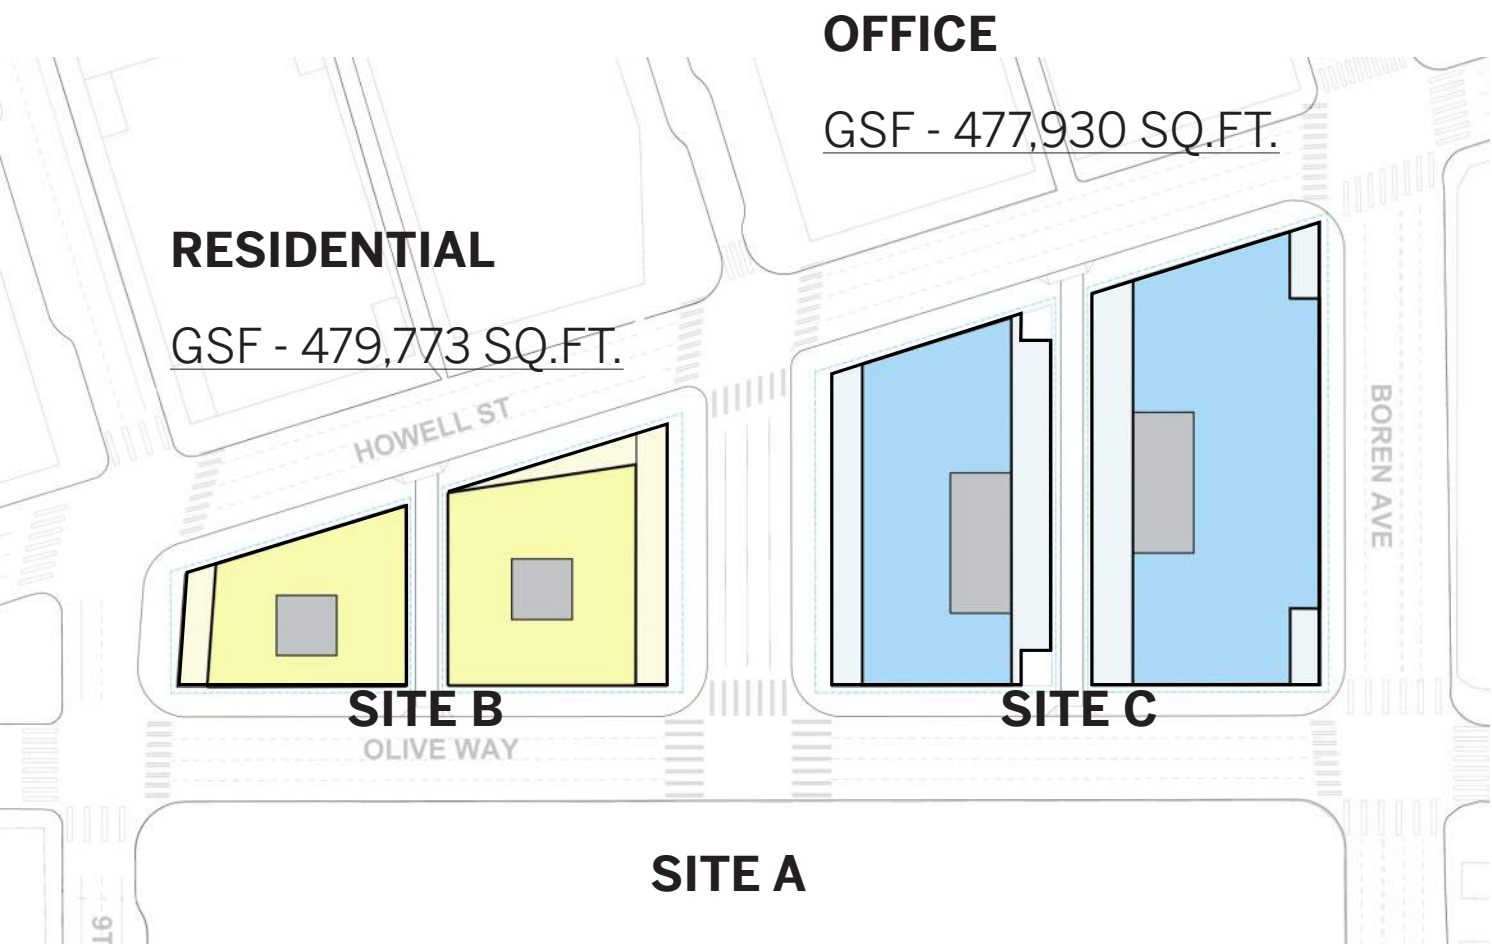 OFFICE
GSF - 477,930 SQ.FT.
RESIDENTIAL
GSF - 479,773 SQ.FT.
HOWELL ST
BOREN AVE
SITE B
SITE C
OLIVE WAY
SITE A